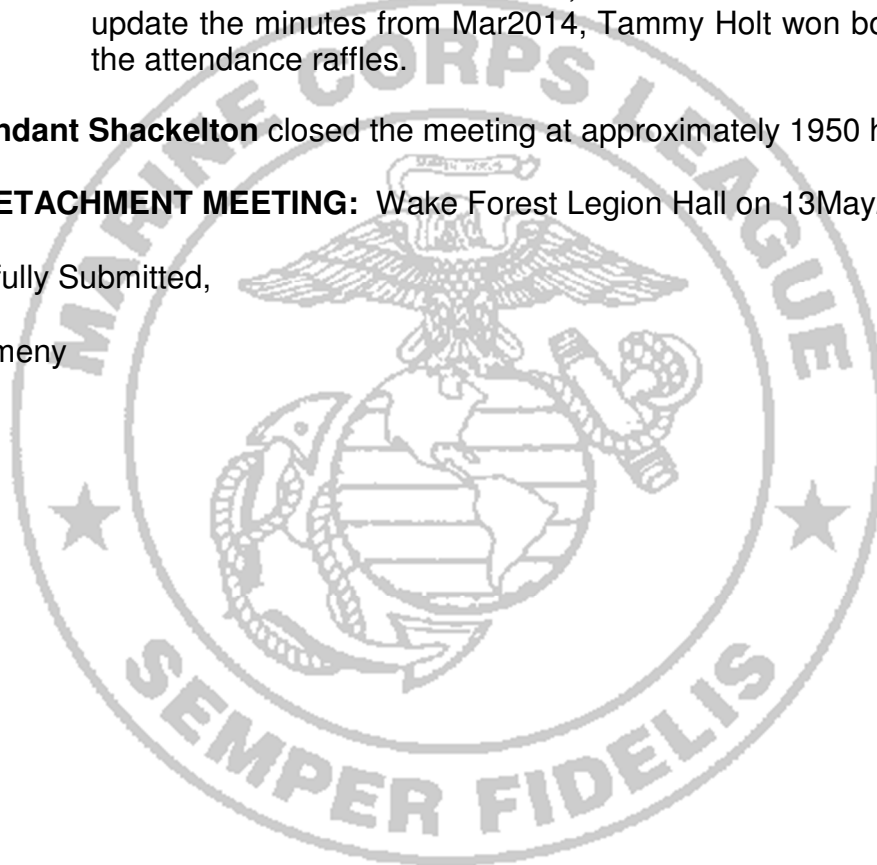 update the minutes from Mar2014, Tammy Holt won bo
the attendance raffles.
ndant Shackelton closed the meeting at approximately 1950 h
ETACHMENT MEETING: Wake Forest Legion Hall on 13May
fully Submitted,
meny
MARINE CORPS LEAGUE
SEMPER FIDELIS